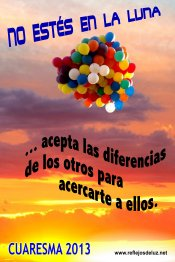 NO ESTÉS EN LA LUNA
... acepta las diferencias
de los otros para
acercarte a ellos.
www.reflejosdeluz.net
CUARESMA 2013